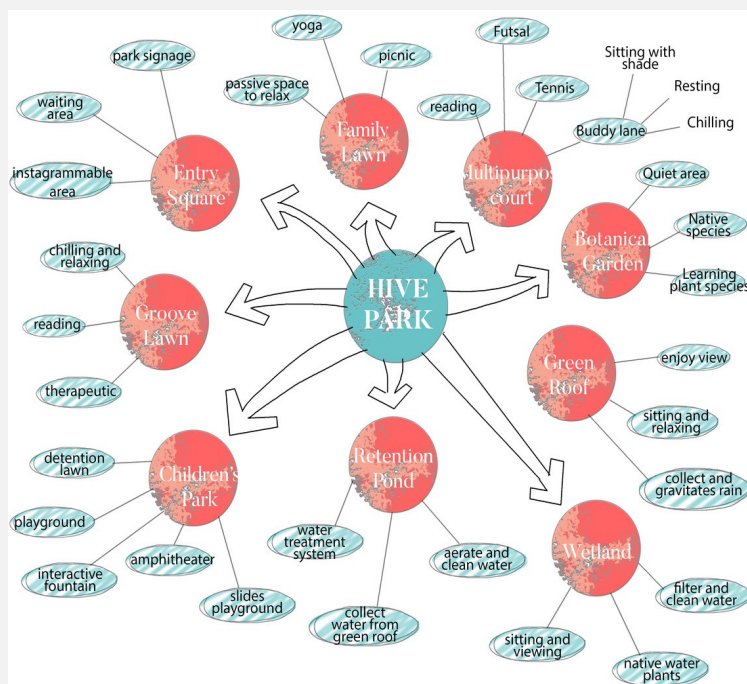 yoga
Futsal
park signage
picnic
Sitting with
shade
passive space
to relax
Resting
waiting
area
reading
Tennis
Buddy lane
Chilling
Family
Lawn
instagrammable
area
Entry
Square
Multipurpos
court
Quiet area
Native
species
Botanical
Garden
Learning
plant species
chilling and
relaxing
HIVE
PARK
reading
Groove
Lawn
therapeutic
Green
Roof
enjoy view
sitting and
relaxing
detention
lawn
Children's
Park
Retention
Pond
collect and
gravitates rain
playground
interactive
fountain
amphitheater
slides
playground
water
treatment
system
aerate and
clean water
collect
water from
green roof
Wetland
filter and
clean water
sitting and
viewing
native water
plants